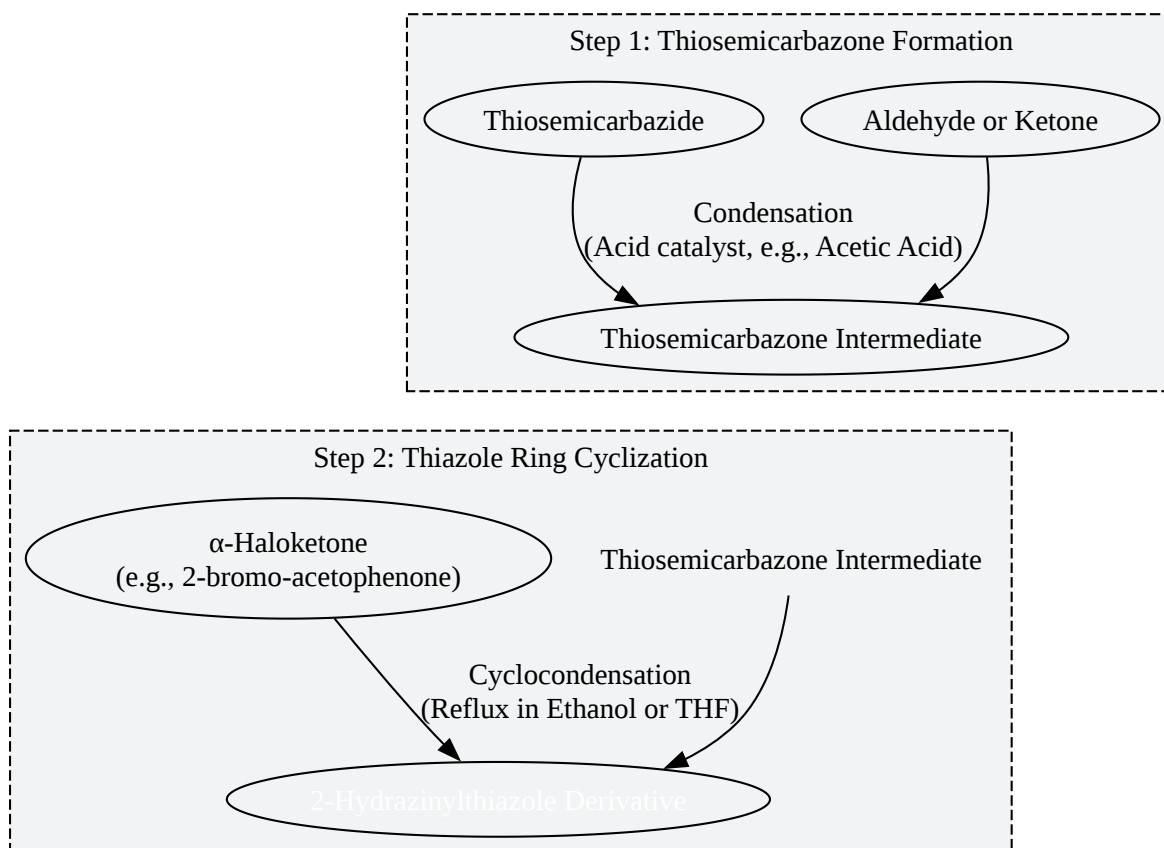 Step 1: Thiosemicarbazone Formation
Thiosemicarbazide
Aldehyde or Ketone
Condensation
(Acid catalyst, e.g., Acetic Acid)
Thiosemicarbazone Intermediate
Step 2: Thiazole Ring Cyclization
α-Haloketone
(e.g., 2-bromo-acetophenone)
Thiosemicarbazone Intermediate
Cyclocondensation
(Reflux in Ethanol or THF)
2-Hydrazinylthiazole Derivative